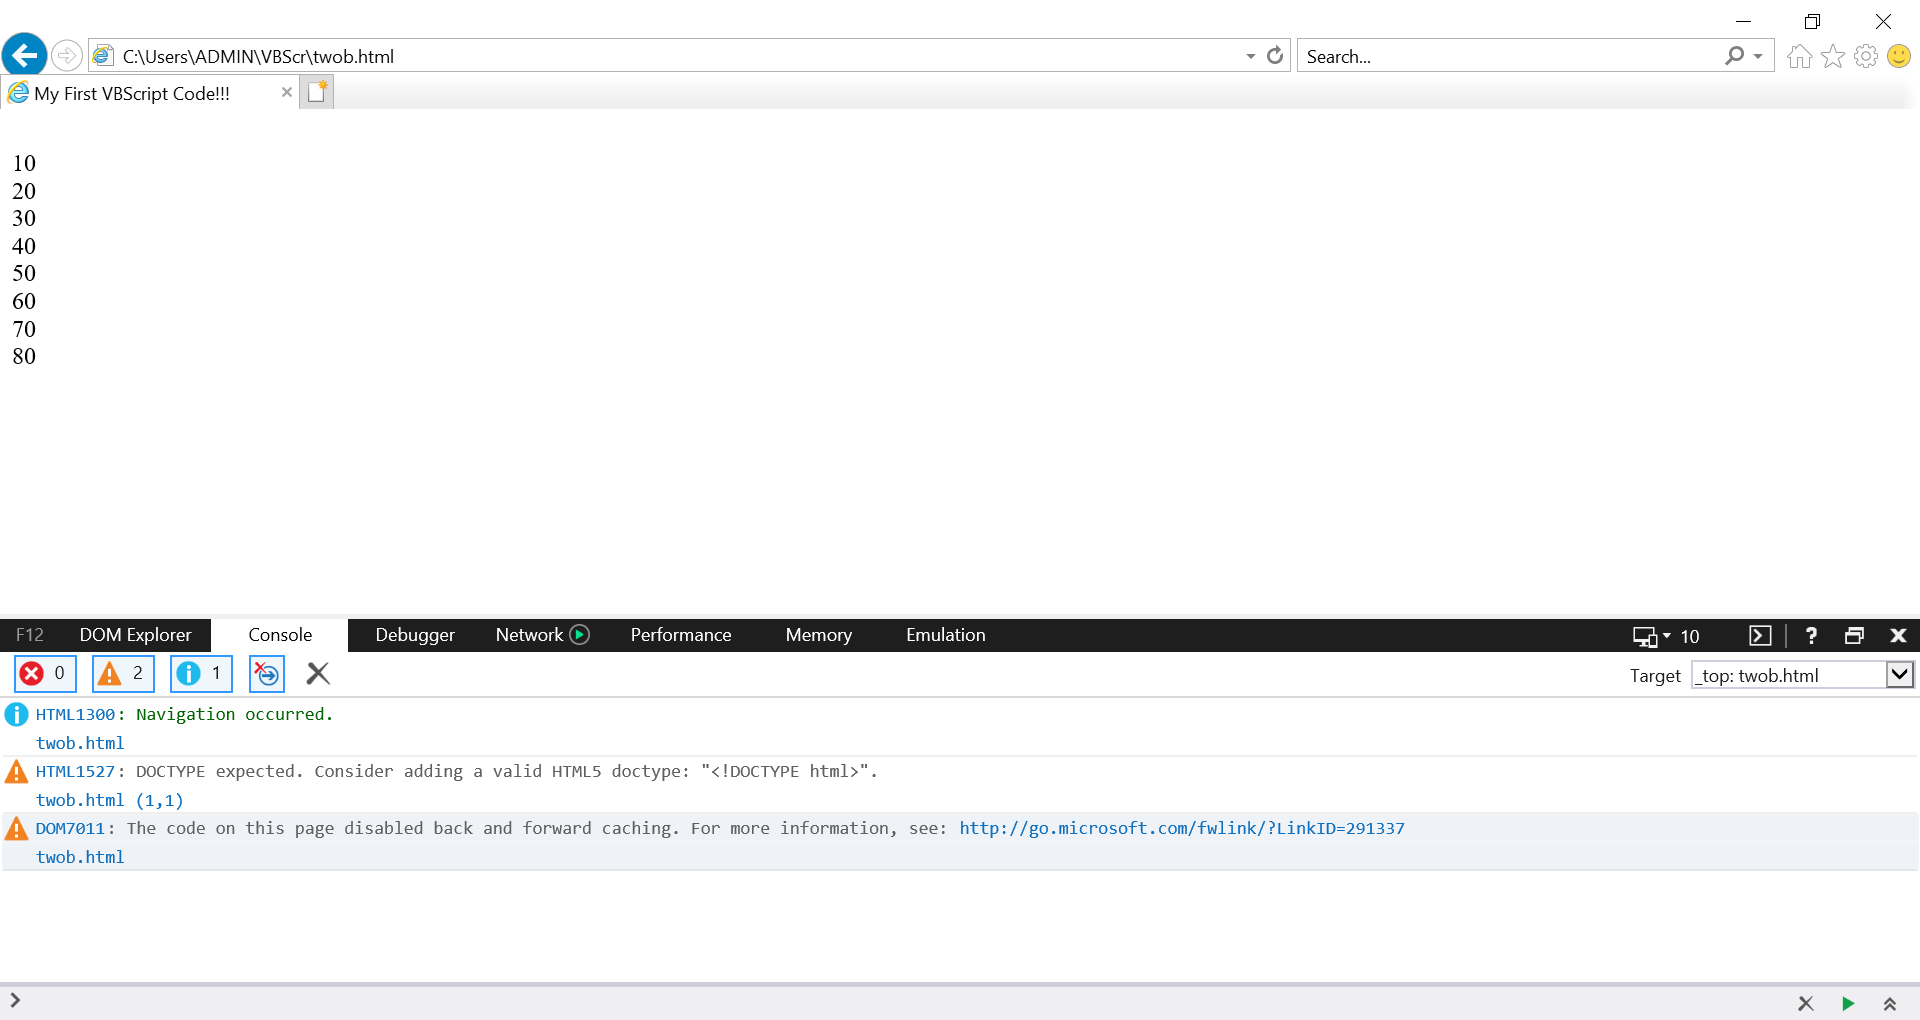 C:\Users\ADMIN\VBScr\twob.html
Search...
My First VBScript Code!!!
10
20
30
40
50
60
70
80
F12 DOM Explorer Console Debugger Network Performance Memory Emulation 10 ?
0 2 1 Target _top: twob.html
HTML1300: Navigation occurred.
twob.html
HTML1527: DOCTYPE expected. Consider adding a valid HTML5 doctype: "<!DOCTYPE html>".
twob.html (1,1)
DOM7011: The code on this page disabled back and forward caching. For more information, see: http://go.microsoft.com/fwlink/?LinkID=291337
twob.html